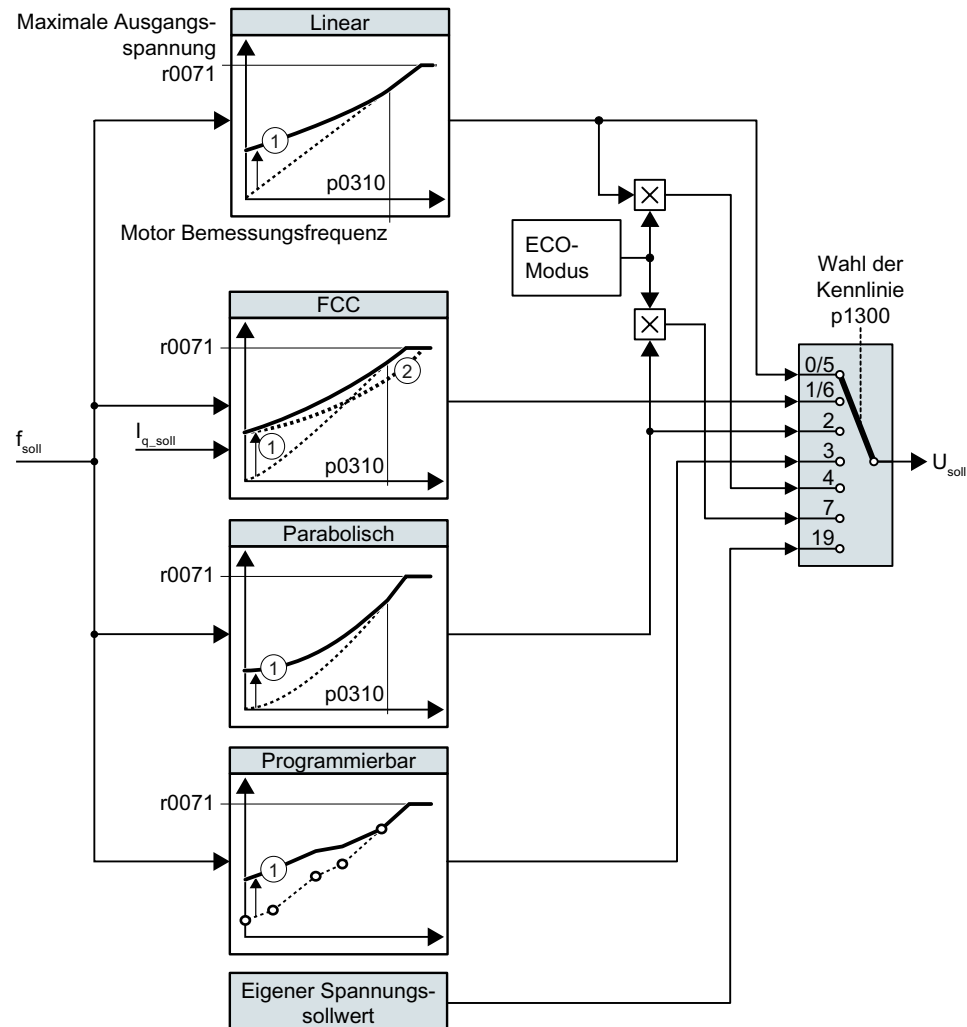 Maximale Ausgangs-
spannung
r0071
Linear
1
p0310
Motor Bemessungsfrequenz
ECO-
Modus
Wahl der
Kennlinie
p1300
FCC
r0071
1
2
p0310
f_soll
I_q_soll
0/5
1/6
2
3
4
7
19
U_soll
Parabolisch
r0071
1
p0310
Programmierbar
r0071
1
Eigener Spannungs-
sollwert